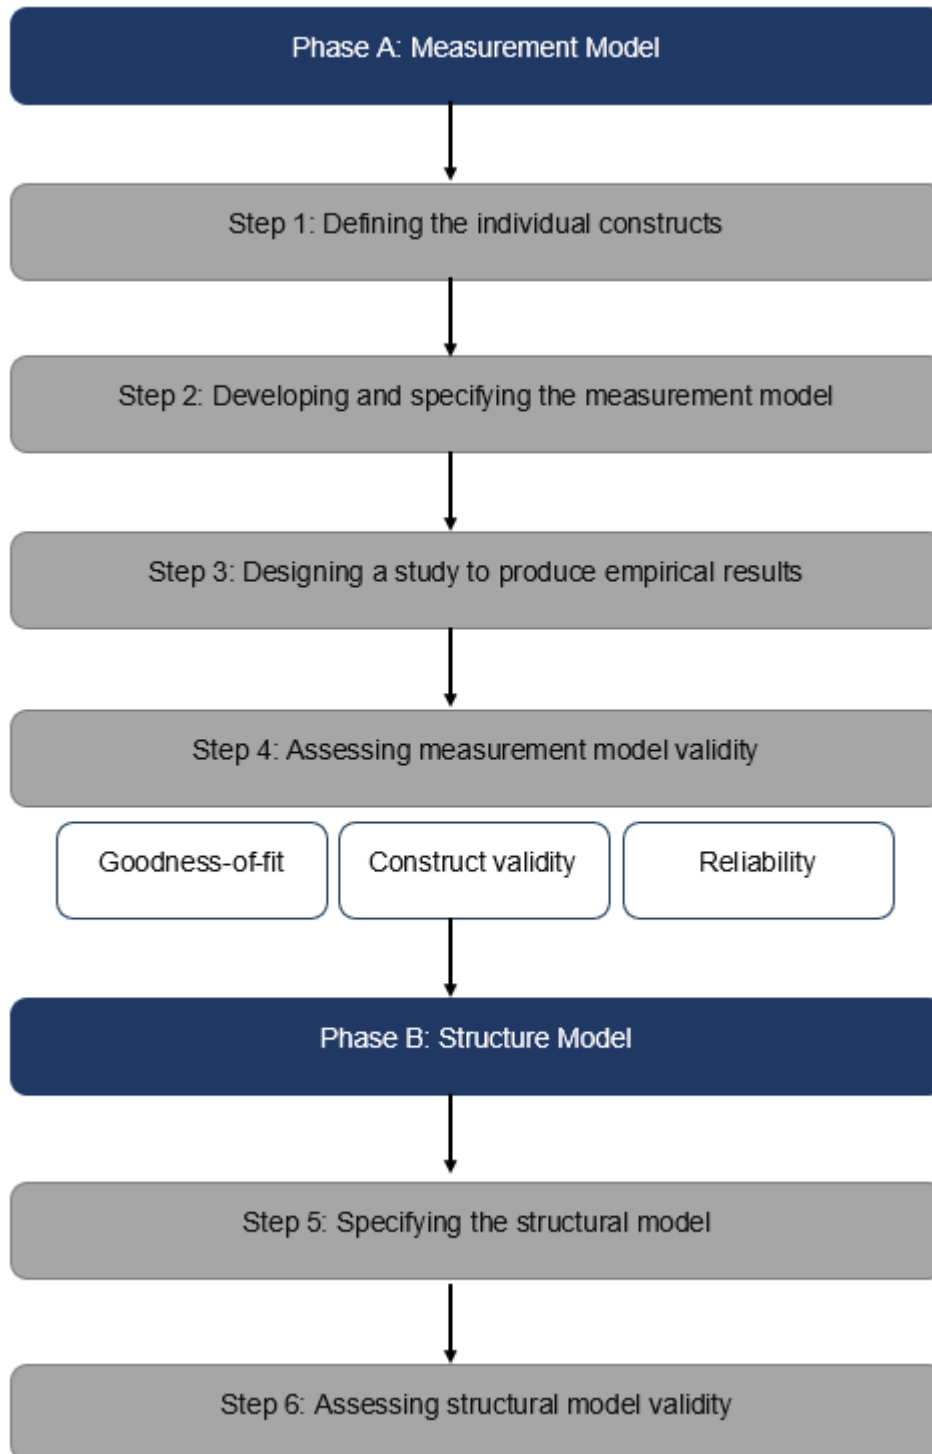 Phase A: Measurement Model
Step 1: Defining the individual constructs
Step 2: Developing and specifying the measurement model
Step 3: Designing a study to produce empirical results
Step 4: Assessing measurement model validity
Goodness-of-fit
Construct validity
Reliability
Phase B: Structure Model
Step 5: Specifying the structural model
Step 6: Assessing structural model validity